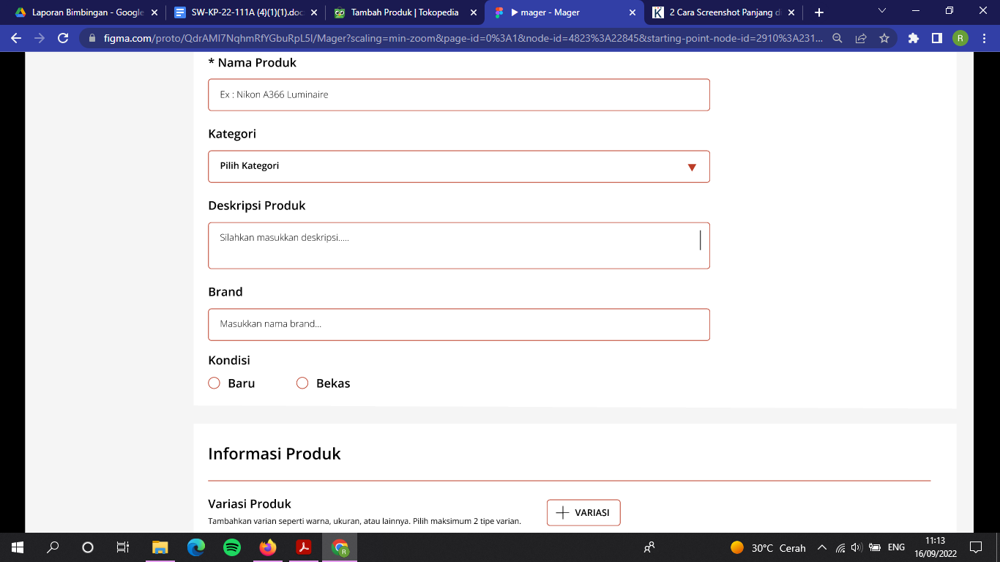 Laporan Bimbingan - Google
SW-KP-22-111A (4)(1)(1).doc
Tambah Produk | Tokopedia
mager - Mager
2 Cara Screenshot Panjang di
figma.com/proto/QdrAMI7NqhmRfYGbuRpL5I/Mager?scaling=min-zoom&page-id=0%3A1&node-id=4823%3A22845&starting-point-node-id=2910%3A231...
R
* Nama Produk
Ex : Nikon A366 Luminaire
Kategori
Pilih Kategori
Deskripsi Produk
Silahkan masukkan deskripsi.....
Brand
Masukkan nama brand...
Kondisi
Baru
Bekas
Informasi Produk
Variasi Produk
Tambahkan varian seperti warna, ukuran, atau lainnya. Pilih maksimum 2 tipe varian.
VARIASI
R
30°C Cerah
ENG
11:13
16/09/2022